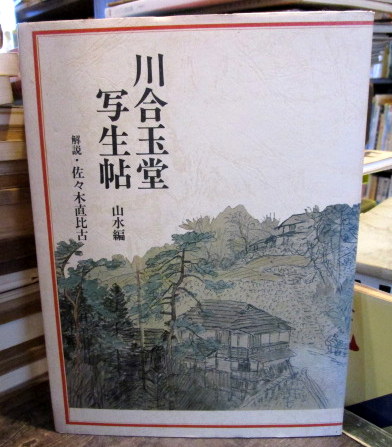 川合玉堂
写生帖
山水編
解説・佐々木直比古